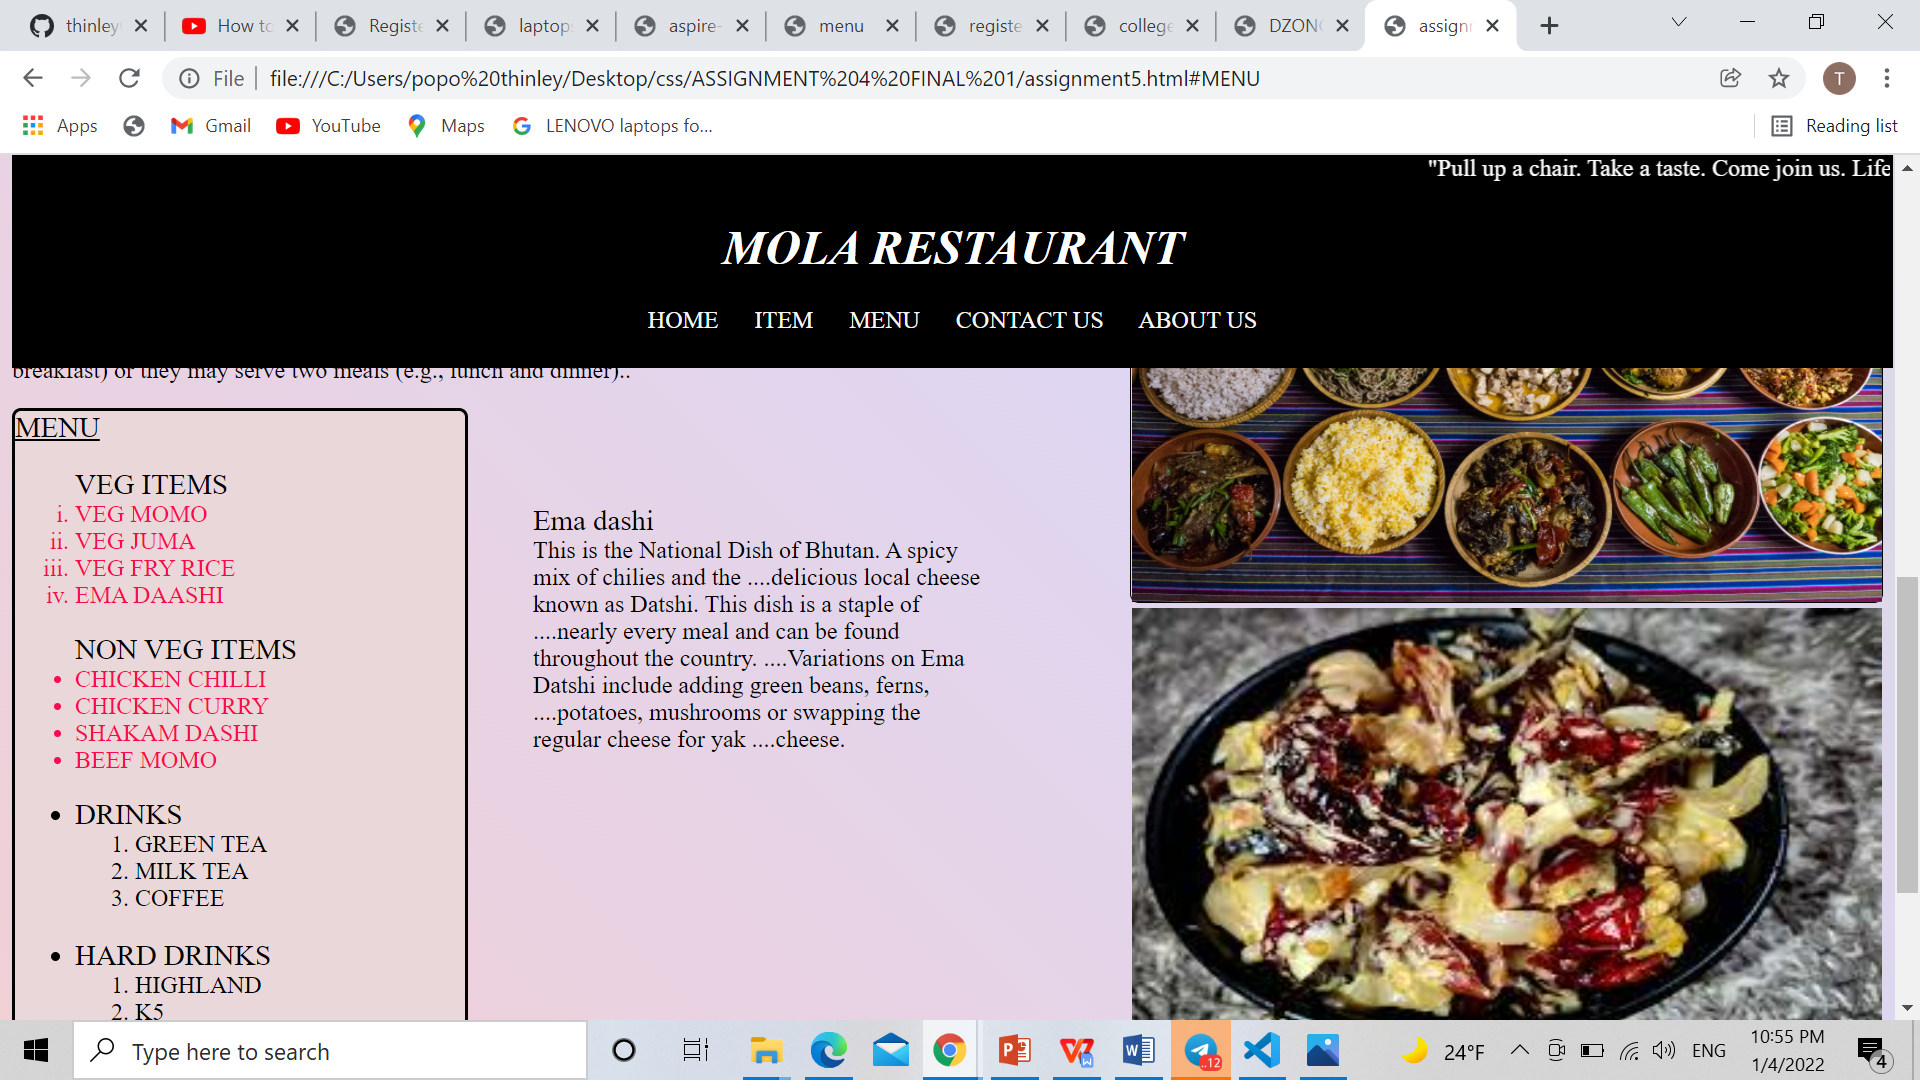 thinley
How to
Registe
laptop
aspire-
menu
registe
college
DZON
assign
File
file:///C:/Users/popo%20thinley/Desktop/css/ASSIGNMENT%204%20FINAL%201/assignment5.html#MENU
T
Apps
Gmail
YouTube
Maps
LENOVO laptops fo...
Reading list
"Pull up a chair. Take a taste. Come join us. Life
MOLA RESTAURANT
HOME ITEM MENU CONTACT US ABOUT US
breakfast) or they may serve two meals (e.g., lunch and dinner)..
MENU
VEG ITEMS
i. VEG MOMO
ii. VEG JUMA
iii. VEG FRY RICE
iv. EMA DAASHI
NON VEG ITEMS
• CHICKEN CHILLI
• CHICKEN CURRY
• SHAKAM DASHI
• BEEF MOMO
• DRINKS
1. GREEN TEA
2. MILK TEA
3. COFFEE
• HARD DRINKS
1. HIGHLAND
2. K5
Ema dashi
This is the National Dish of Bhutan. A spicy
mix of chilies and the ....delicious local cheese
known as Datshi. This dish is a staple of
....nearly every meal and can be found
throughout the country. ....Variations on Ema
Datshi include adding green beans, ferns,
....potatoes, mushrooms or swapping the
regular cheese for yak ....cheese.
Type here to search
..12
24°F
ENG
10:55 PM
1/4/2022
4